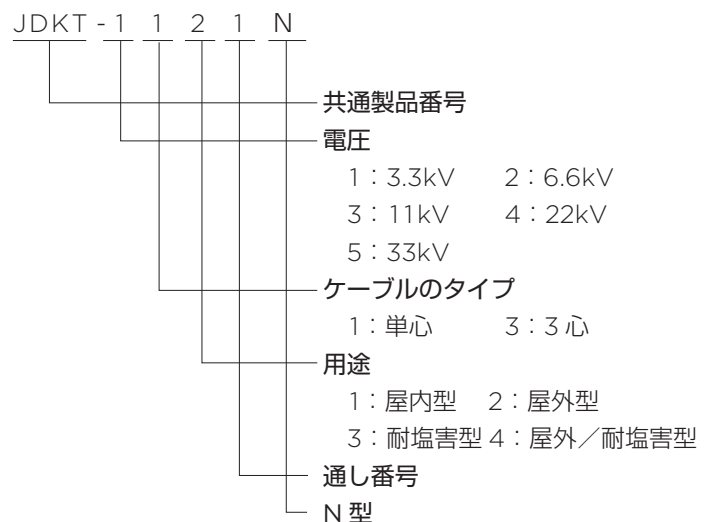 JDKT-1 1 2 1 N
共通製品番号
電圧
1：3.3kV 2：6.6kV
3：11kV 4：22kV
5：33kV
ケーブルのタイプ
1：単心 3：3 心
用途
1：屋内型 2：屋外型
3：耐塩害型 4：屋外／耐塩害型
通し番号
N 型